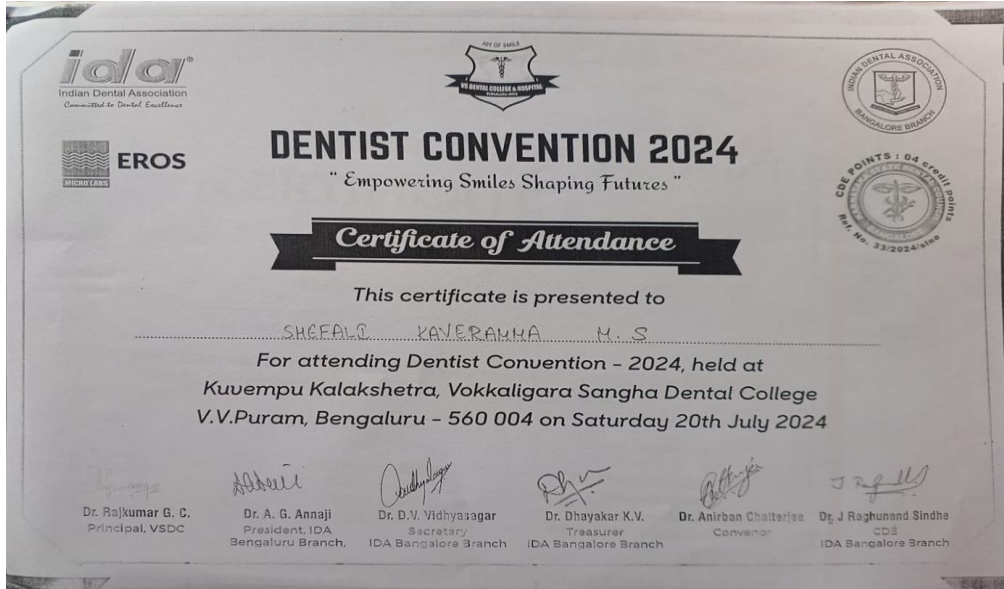 ida®
Indian Dental Association
Committed to Dental Excellence
EROS
MICRO LABS
JOY OF SMILE
VS DENTAL COLLEGE & HOSPITAL
BENGALURU-INDIA
INDIAN DENTAL ASSOCIATION
BANGALORE BRANCH
CDE POINTS : 04 credit points
Ref. No. 33/2024/sino
DENTIST CONVENTION 2024
" Empowering Smiles Shaping Futures "
Certificate of Attendance
This certificate is presented to
SHEFALI KAVERAMMA M. S
For attending Dentist Convention - 2024, held at
Kuvempu Kalakshetra, Vokkaligara Sangha Dental College
V.V.Puram, Bengaluru - 560 004 on Saturday 20th July 2024
Dr. Rajkumar G. C.
Principal, VSDC
Dr. A. G. Annaji
President, IDA
Bengaluru Branch,
Dr. D.V. Vidhyasagar
Secretary
IDA Bangalore Branch
Dr. Dhayakar K.V.
Treasurer
IDA Bangalore Branch
Dr. Anirban Chatterjee
Convenor
Dr. J Raghunand Sindhe
CDE
IDA Bangalore Branch